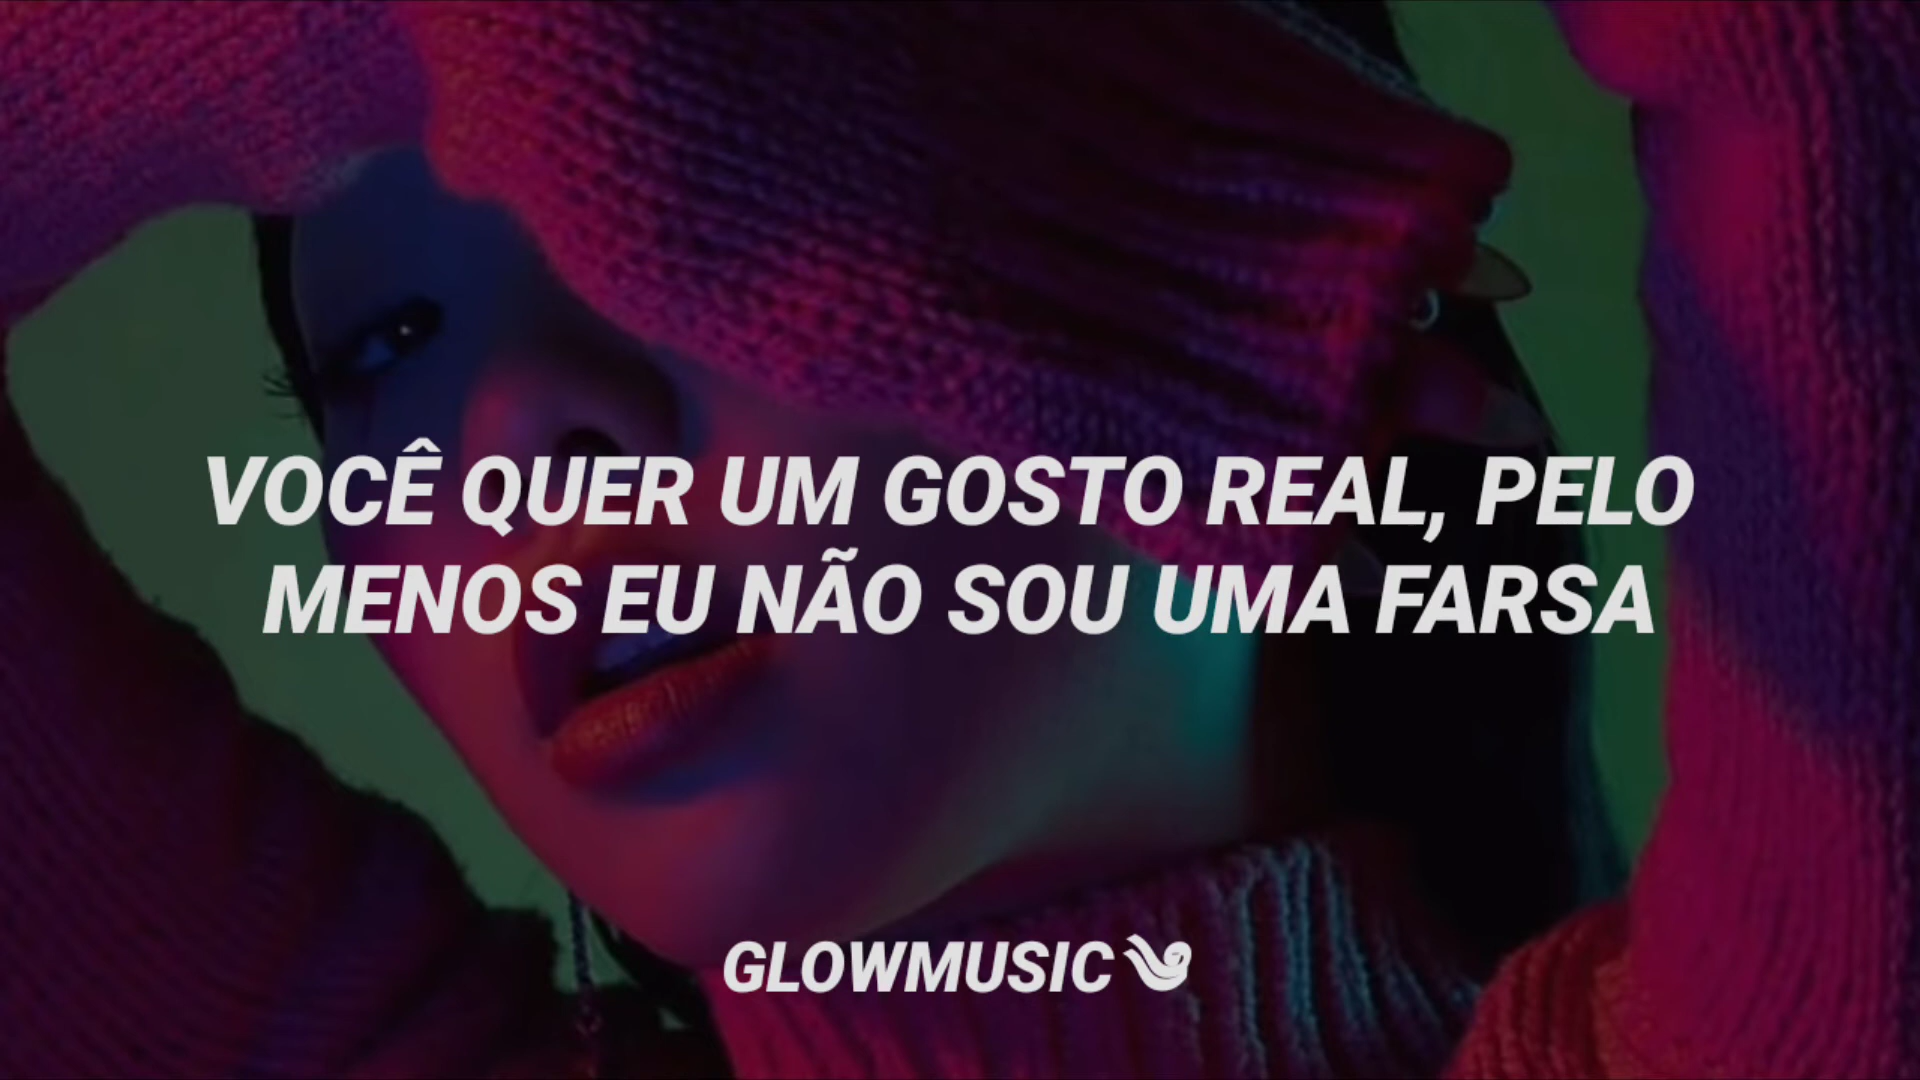 VOCÊ QUER UM GOSTO REAL, PELO
MENOS EU NÃO SOU UMA FARSA
GLOWMUSIC